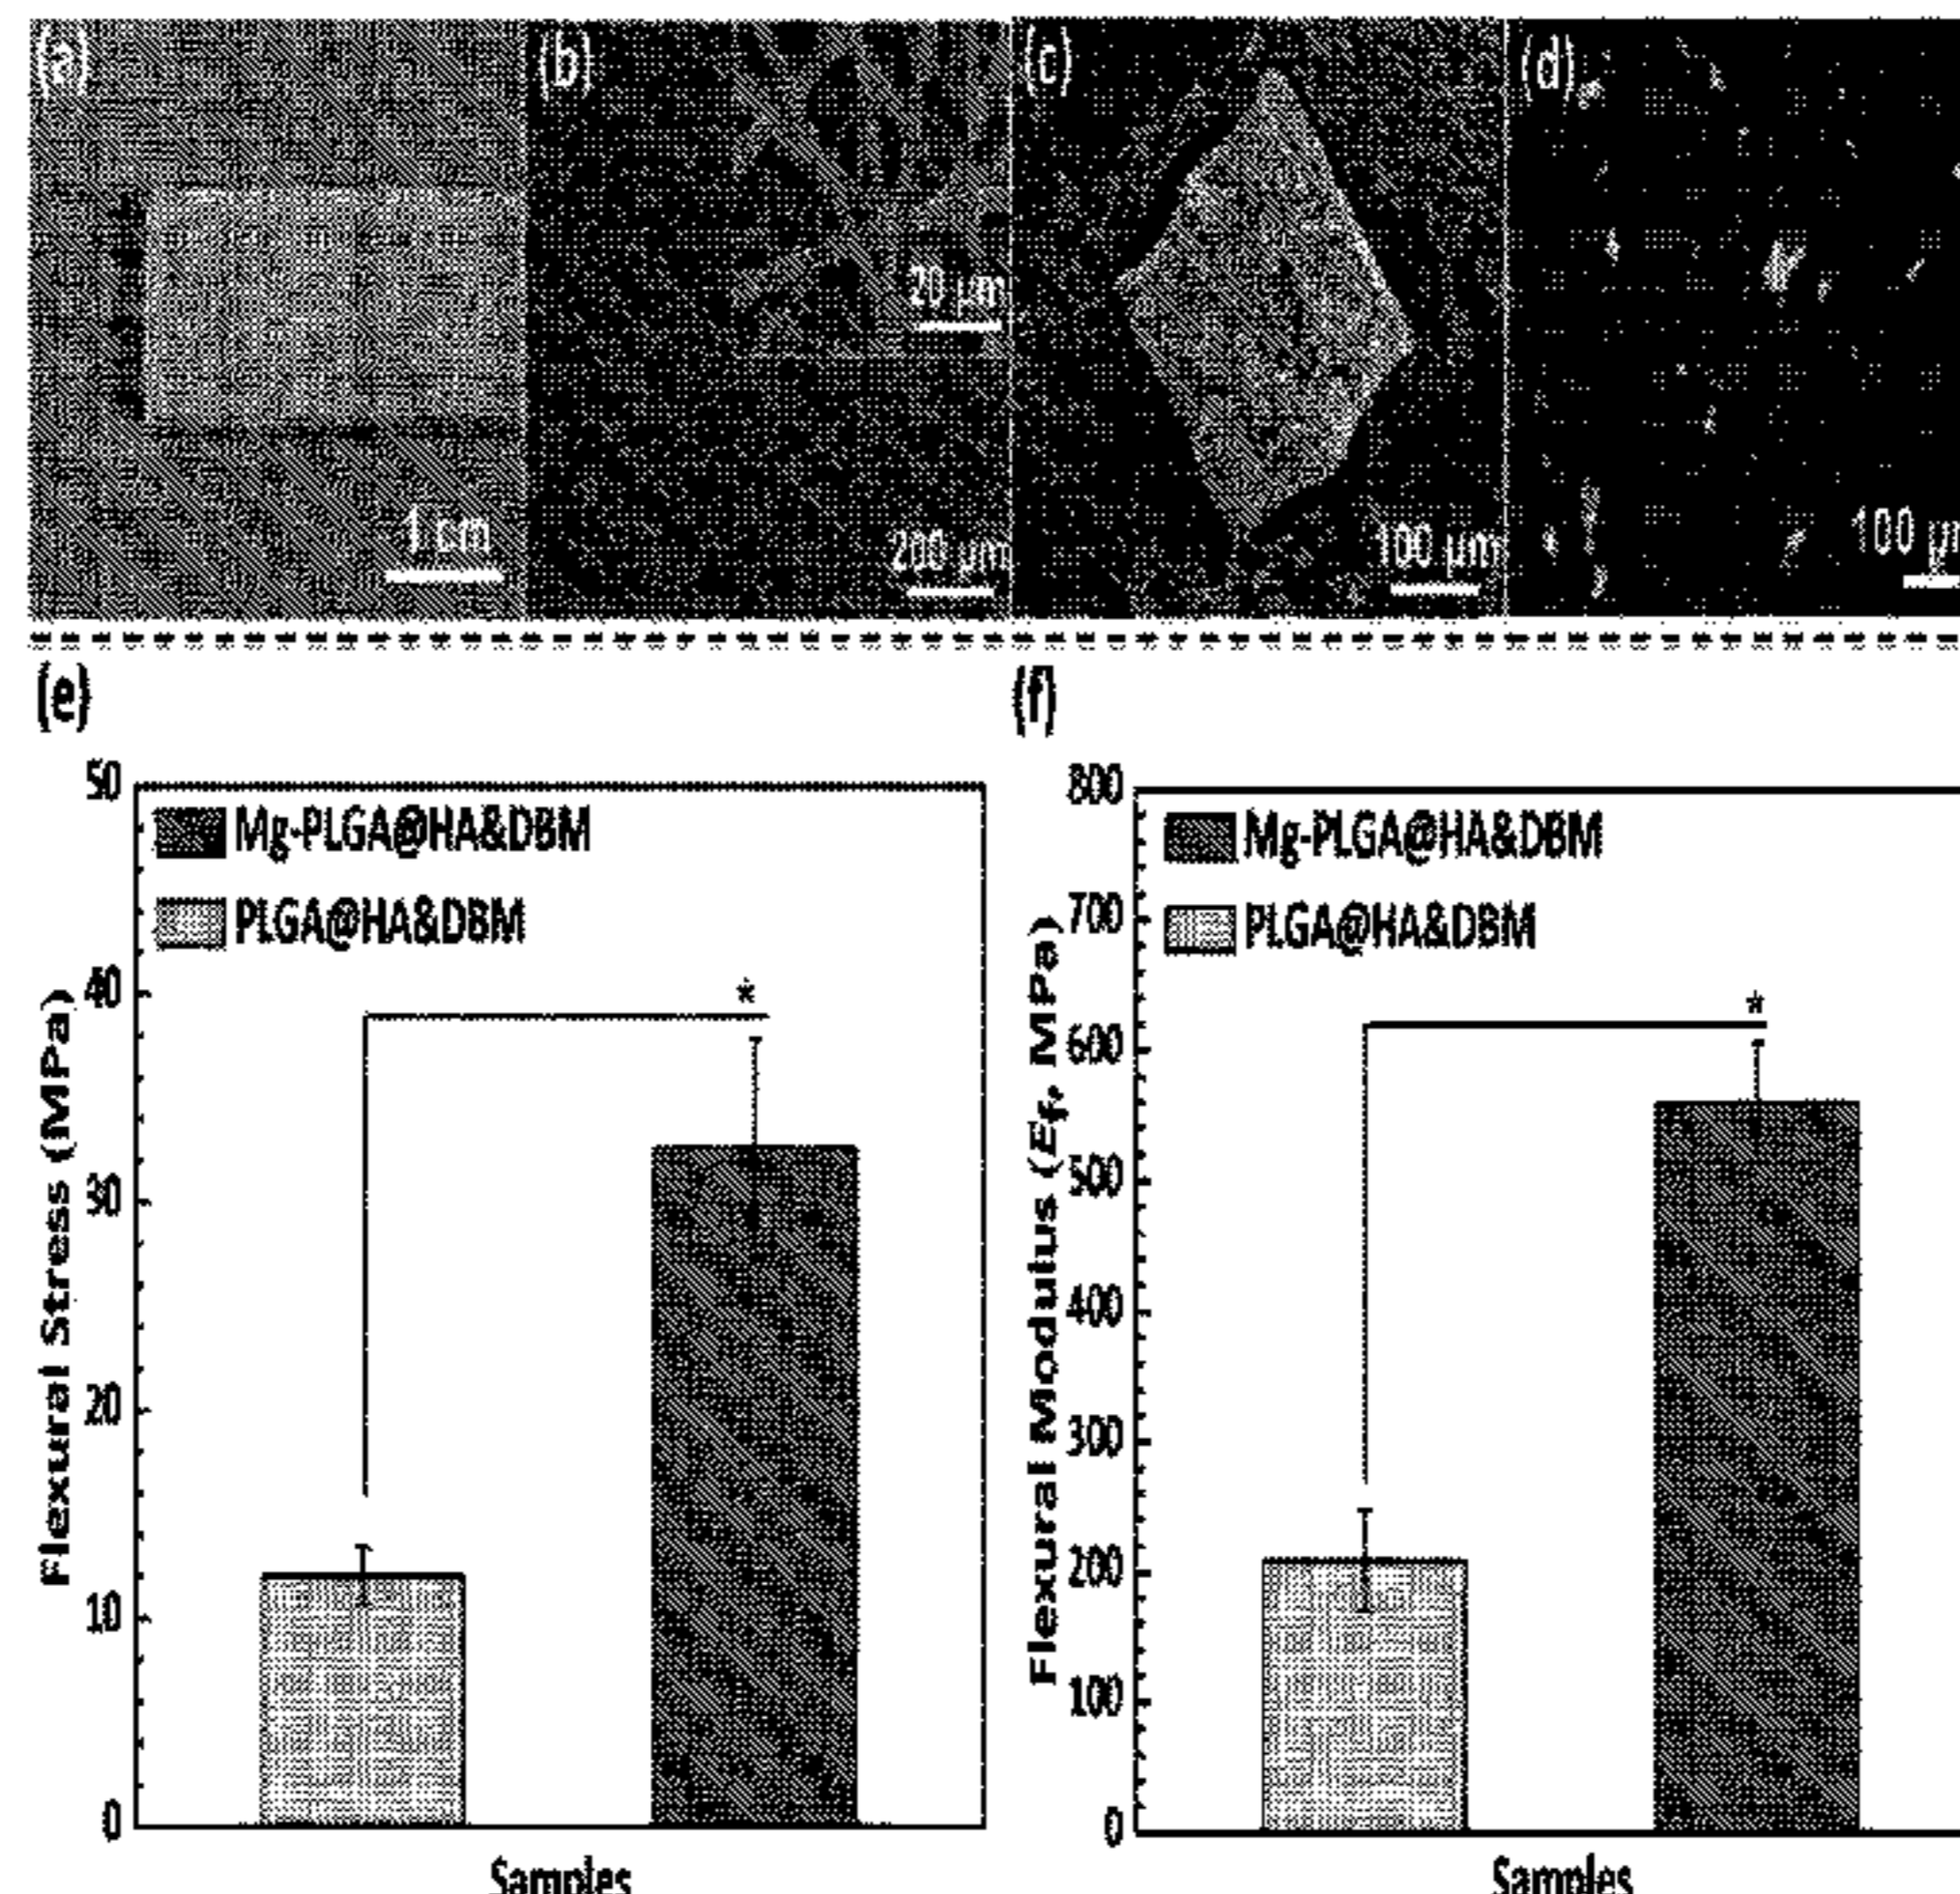 (a) (b) (c) (d)
20 μm
1 cm
200 μm
100 μm
100 μ
(e)
50
40
30
20
10
0
Flexural Stress (MPa)
Mg-PLGA@HA&DBM
PLGA@HA&DBM
*
Samples
(f)
800
700
600
500
400
300
200
100
0
Flexural Modulus (Ef, MPa)
Mg-PLGA@HA&DBM
PLGA@HA&DBM
*
Samples